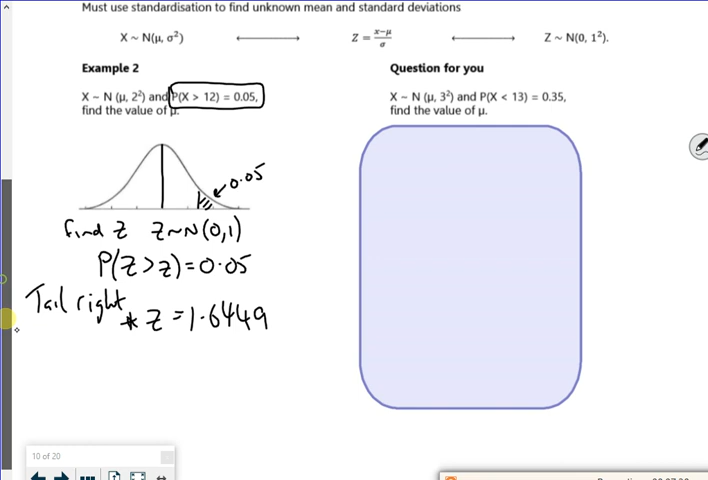 Must use standardisation to find unknown mean and standard deviations
X ~ N(μ, σ²) Z = (x−μ)/σ Z ~ N(0, 1²).
Example 2
X ~ N (μ, 2²) and P(X > 12) = 0.05,
find the value of μ.
0.05
find Z Z~N(0,1)
P(Z>z)=0.05
Tail right
* Z = 1.6449
Question for you
X ~ N (μ, 3²) and P(X < 13) = 0.35,
find the value of μ.
10 of 20